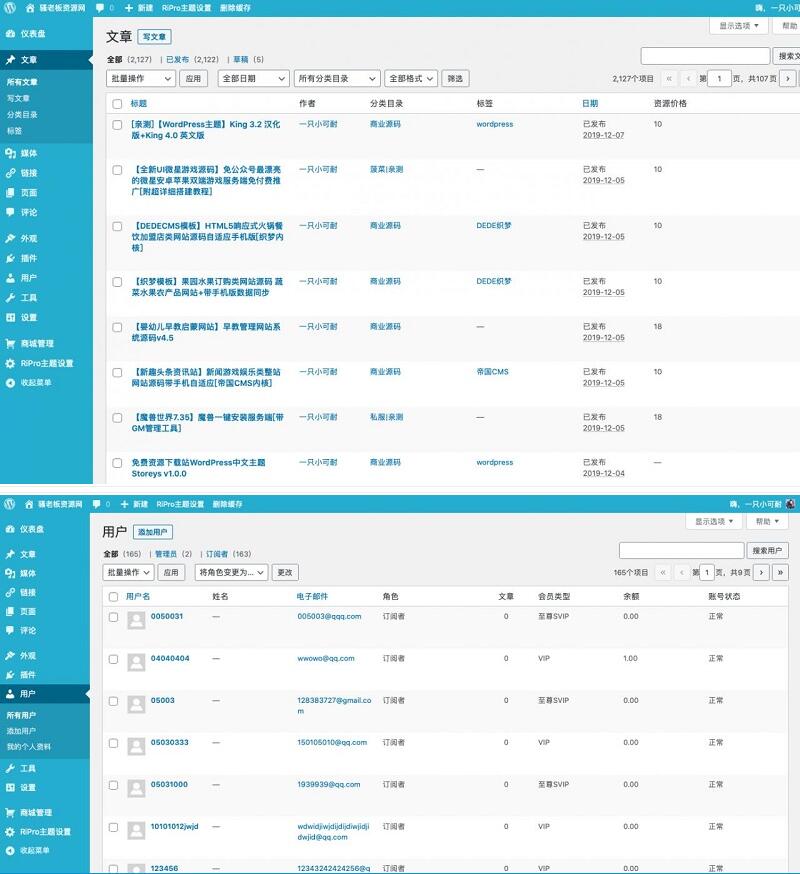 骚老板资源网 0 新建 RiPro主题设置 删除缓存 嗨，一只小可
仪表盘
文章
所有文章
写文章
分类目录
标签
媒体
链接
页面
评论
外观
插件
用户
工具
设置
商城管理
RiPro主题设置
收起菜单
显示选项 帮助
文章 写文章
全部 (2,127) | 已发布 (2,122) | 草稿 (5)
搜索文
批量操作 应用 全部日期 所有分类目录 全部格式 筛选 2,127个项目 « ‹ 第 1 页，共107页 ›
标题 作者 分类目录 标签 日期 资源价格
[亲测]【WordPress主题】King 3.2 汉化 一只小可耐 商业源码 wordpress 已发布 10
版+King 4.0 英文版 2019-12-07
【全新UI微星游戏源码】免公众号最漂亮 一只小可耐 菠菜|亲测 — 已发布 10
的微星安卓苹果双端游戏服务端免付费推 2019-12-05
广[附超详细搭建教程]
【DEDECMS模板】HTML5响应式火锅餐 一只小可耐 商业源码 DEDE织梦 已发布 10
饮加盟店类网站源码自适应手机版[织梦内 2019-12-05
核]
【织梦模板】果园水果订购类网站源码 蔬 一只小可耐 商业源码 DEDE织梦 已发布 10
菜水果农产品网站+带手机版数据同步 2019-12-05
【婴幼儿早教启蒙网站】早教管理网站系 一只小可耐 商业源码 — 已发布 18
统源码v4.5 2019-12-05
【新趣头条资讯站】新闻游戏娱乐类整站 一只小可耐 商业源码 帝国CMS 已发布 10
网站源码带手机自适应[帝国CMS内核] 2019-12-05
【魔兽世界7.35】魔兽一键安装服务端[带 一只小可耐 私服|亲测 — 已发布 18
GM管理工具] 2019-12-05
免费资源下载站WordPress中文主题 一只小可耐 商业源码 wordpress 已发布 —
Storeys v1.0.0 2019-12-04
骚老板资源网 0 新建 RiPro主题设置 删除缓存 嗨，一只小可耐
仪表盘
文章
媒体
链接
页面
评论
外观
插件
用户
所有用户
添加用户
我的个人资料
工具
设置
商城管理
RiPro主题设置
收起菜单
显示选项 帮助
用户 添加用户
全部 (165) | 管理员 (2) | 订阅者 (163)
搜索用户
批量操作 应用 将角色变更为... 更改 165个项目 « ‹ 第 1 页，共9页 › »
用户名 姓名 电子邮件 角色 文章 会员类型 余额 账号状态
0050031 — 005003@qqq.com 订阅者 0 至尊SVIP 0.00 正常
04040404 — wwowo@qq.com 订阅者 0 VIP 1.00 正常
05003 — 128383727@gmail.co 订阅者 0 至尊SVIP 0.00 正常
m
05030333 — 150105010@qq.com 订阅者 0 VIP 0.00 正常
05031000 — 1939939@qq.com 订阅者 0 至尊SVIP 0.00 正常
10101012jwjd — wdwidjiwjdijdijdiwjidji 订阅者 0 VIP 0.00 正常
dwjid@qq.com
123456 — 12343242424256@q 订阅者 0 VIP 0.00 正常